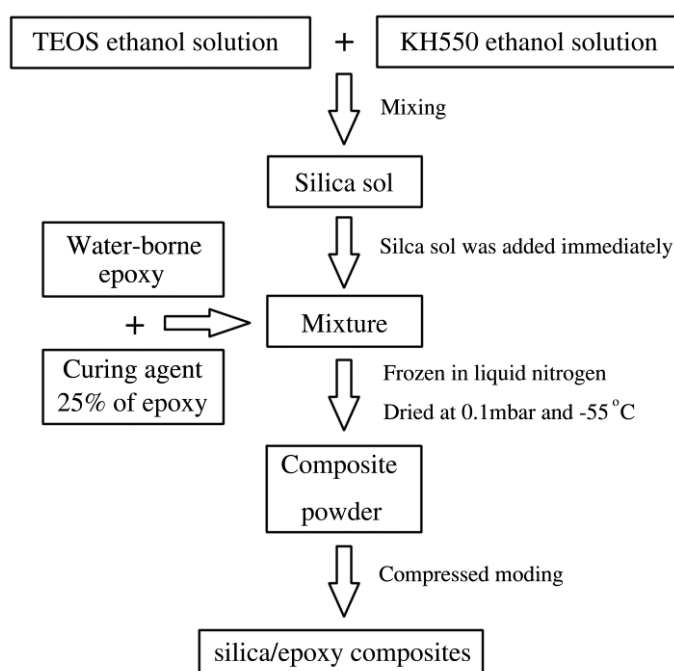 TEOS ethanol solution + KH550 ethanol solution
Mixing
Silica sol
Silca sol was added immediately
Water-borne
epoxy
+
Mixture
Curing agent
25% of epoxy
Frozen in liquid nitrogen
Dried at 0.1mbar and -55°C
Composite
powder
Compressed moding
silica/epoxy composites